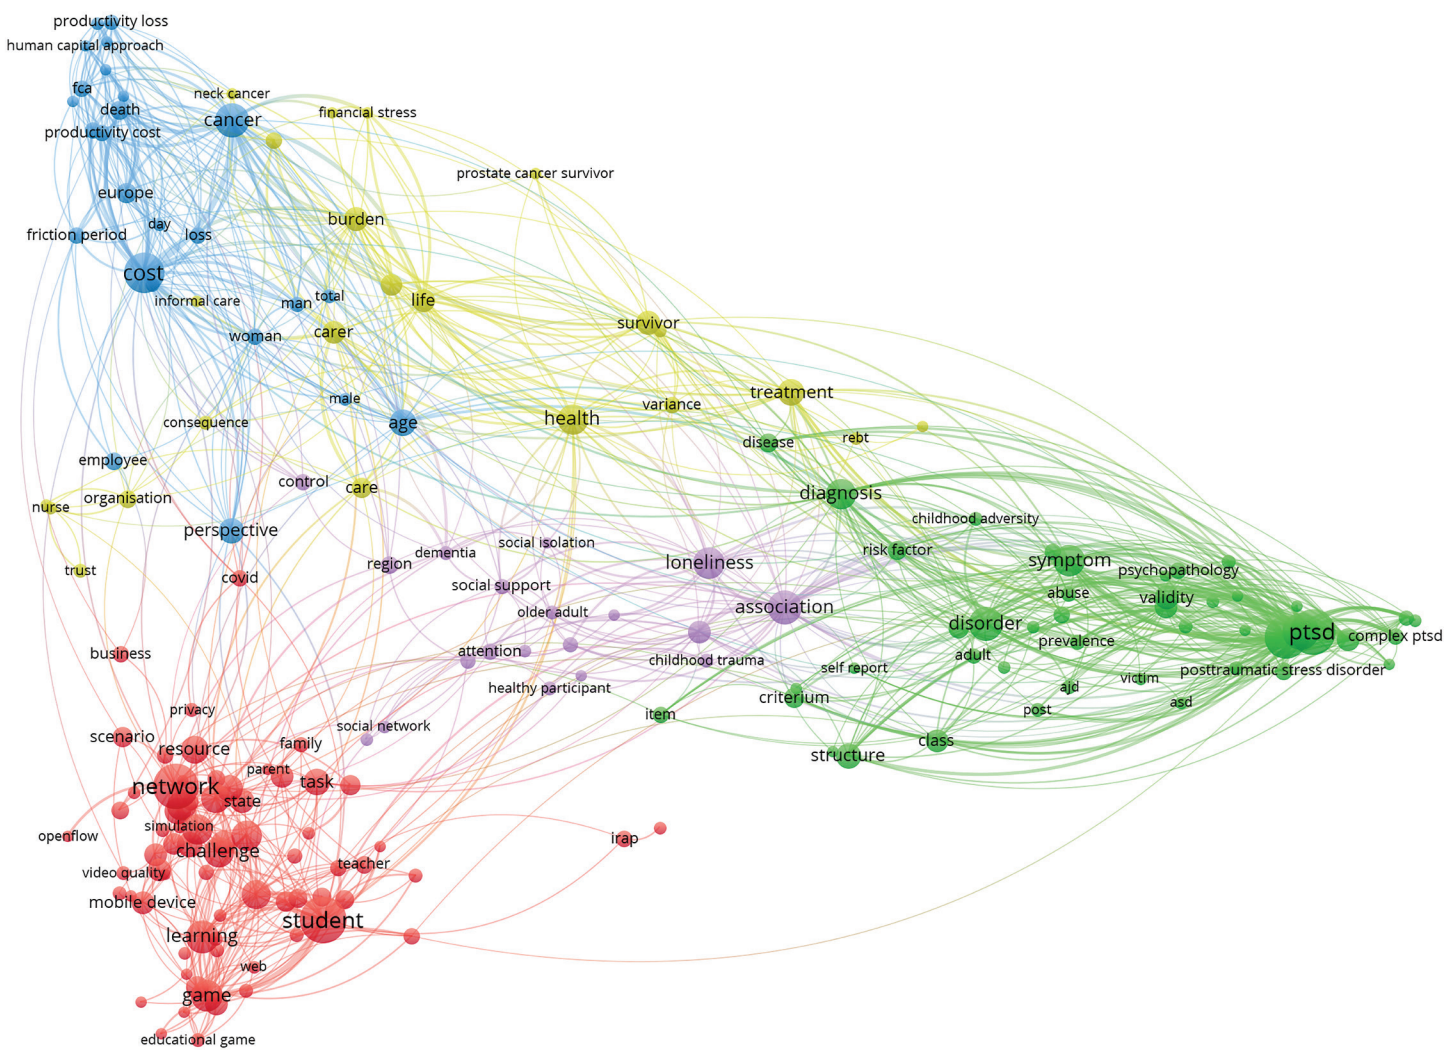 productivity loss
human capital approach
fca
neck cancer
death
cancer
financial stress
productivity cost
prostate cancer survivor
europe
burden
day
friction period
loss
cost
informal care
man
total
life
woman
carer
survivor
treatment
male
variance
consequence
age
health
disease
rebt
employee
control
care
diagnosis
organisation
nurse
perspective
childhood adversity
social isolation
dementia
risk factor
region
loneliness
symptom
psychopathology
trust
covid
social support
abuse
validity
older adult
association
disorder
ptsd
complex ptsd
prevalence
attention
business
childhood trauma
adult
self report
posttraumatic stress disorder
victim
healthy participant
criterium
ajd
asd
privacy
post
item
social network
scenario
resource
family
class
structure
parent
network
task
state
simulation
openflow
irap
challenge
teacher
video quality
mobile device
student
learning
web
game
educational game